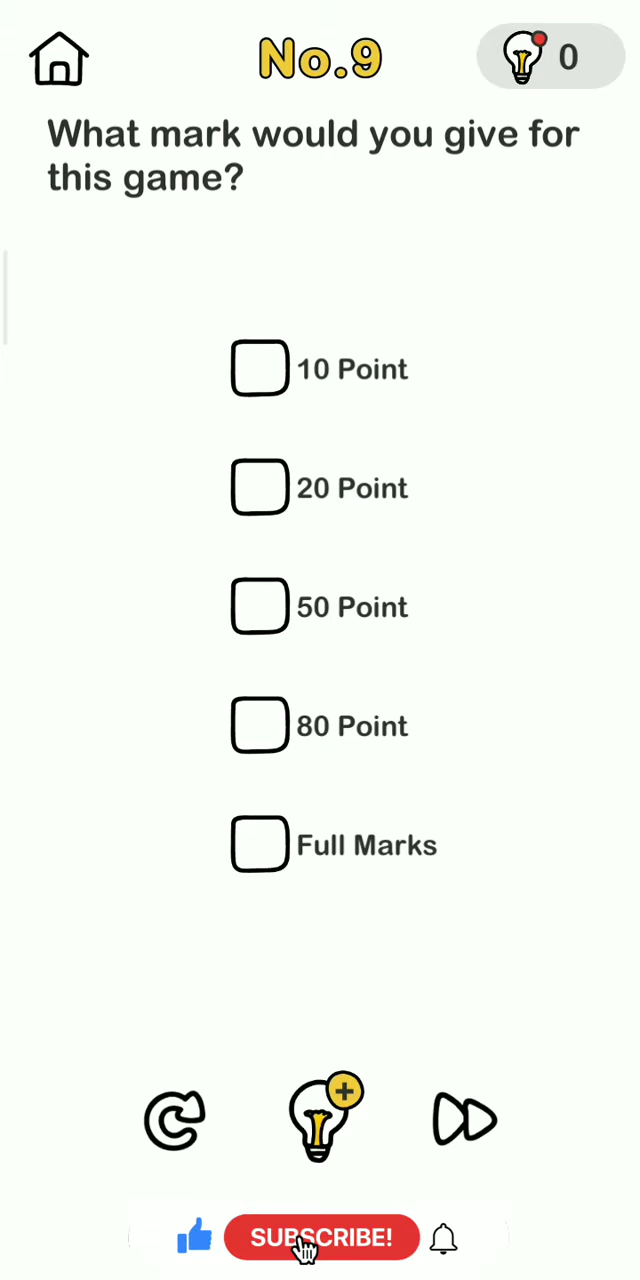 No.9
0
What mark would you give for
this game?
10 Point
20 Point
50 Point
80 Point
Full Marks
SUBSCRIBE!